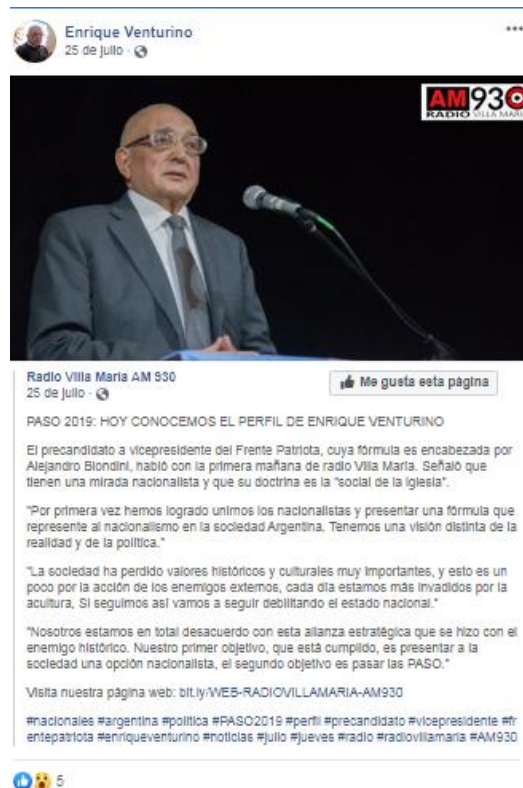 Enrique Venturino
25 de julio ·
AM930
RADIO VILLA MARIA
Radio Villa María AM 930
25 de julio ·
Me gusta esta página
PASO 2019: HOY CONOCEMOS EL PERFIL DE ENRIQUE VENTURINO
El precandidato a vicepresidente del Frente Patriota, cuya fórmula es encabezada por
Alejandro Biondini, habló con la primera mañana de radio Villa María. Señaló que
tienen una mirada nacionalista y que su doctrina es la "social de la iglesia".
"Por primera vez hemos logrado unirnos los nacionalistas y presentar una fórmula que
represente al nacionalismo en la sociedad Argentina. Tenemos una visión distinta de la
realidad y de la política."
"La sociedad ha perdido valores históricos y culturales muy importantes, y esto es un
poco por la acción de los enemigos externos, cada día estamos más invadidos por la
acultura, Si seguimos así vamos a seguir debilitando el estado nacional."
"Nosotros estamos en total desacuerdo con esta alianza estratégica que se hizo con el
enemigo histórico. Nuestro primer objetivo, que está cumplido, es presentar a la
sociedad una opción nacionalista, el segundo objetivo es pasar las PASO."
Visita nuestra página web: bit.ly/WEB-RADIOVILLAMARIA-AM930
#nacionales #argentina #politica #PASO2019 #perfil #precandidato #vicepresidente #fr
entepatriota #enriqueventurino #noticias #julio #jueves #radio #radiovillamaria #AM930
5